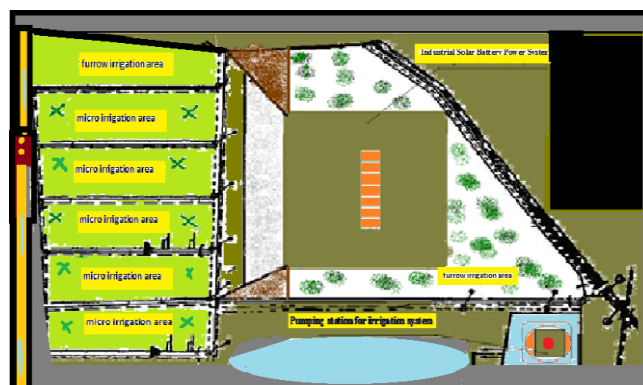 Industrial Solar Battery Power System
furrow irrigation area
micro irrigation area
micro irrigation area
micro irrigation area
micro irrigation area
furrow irrigation area
micro irrigation area
Pumping station for irrigation system